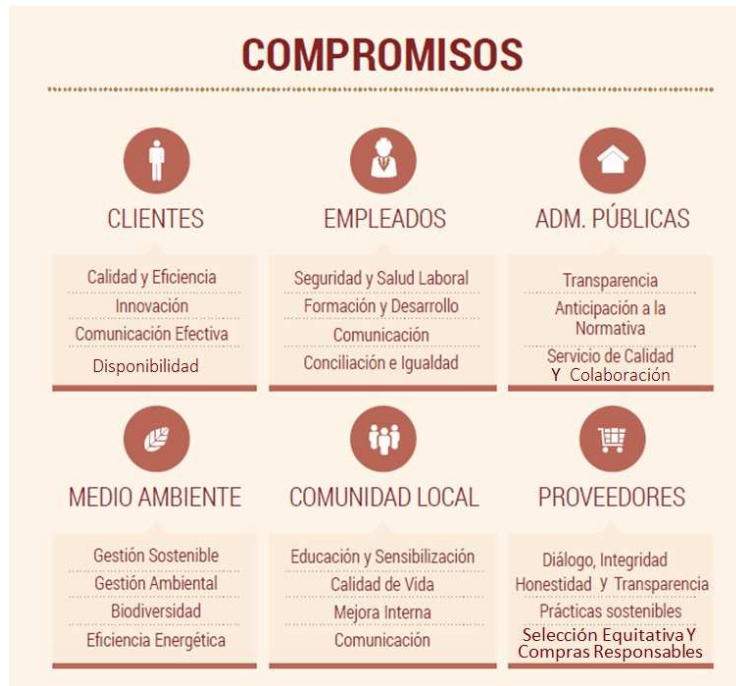 COMPROMISOS
CLIENTES
Calidad y Eficiencia
Innovación
Comunicación Efectiva
Disponibilidad
EMPLEADOS
Seguridad y Salud Laboral
Formación y Desarrollo
Comunicación
Conciliación e Igualdad
ADM. PÚBLICAS
Transparencia
Anticipación a la
Normativa
Servicio de Calidad
Y Colaboración
MEDIO AMBIENTE
Gestión Sostenible
Gestión Ambiental
Biodiversidad
Eficiencia Energética
COMUNIDAD LOCAL
Educación y Sensibilización
Calidad de Vida
Mejora Interna
Comunicación
PROVEEDORES
Diálogo, Integridad
Honestidad y Transparencia
Prácticas sostenibles
Selección Equitativa Y
Compras Responsables